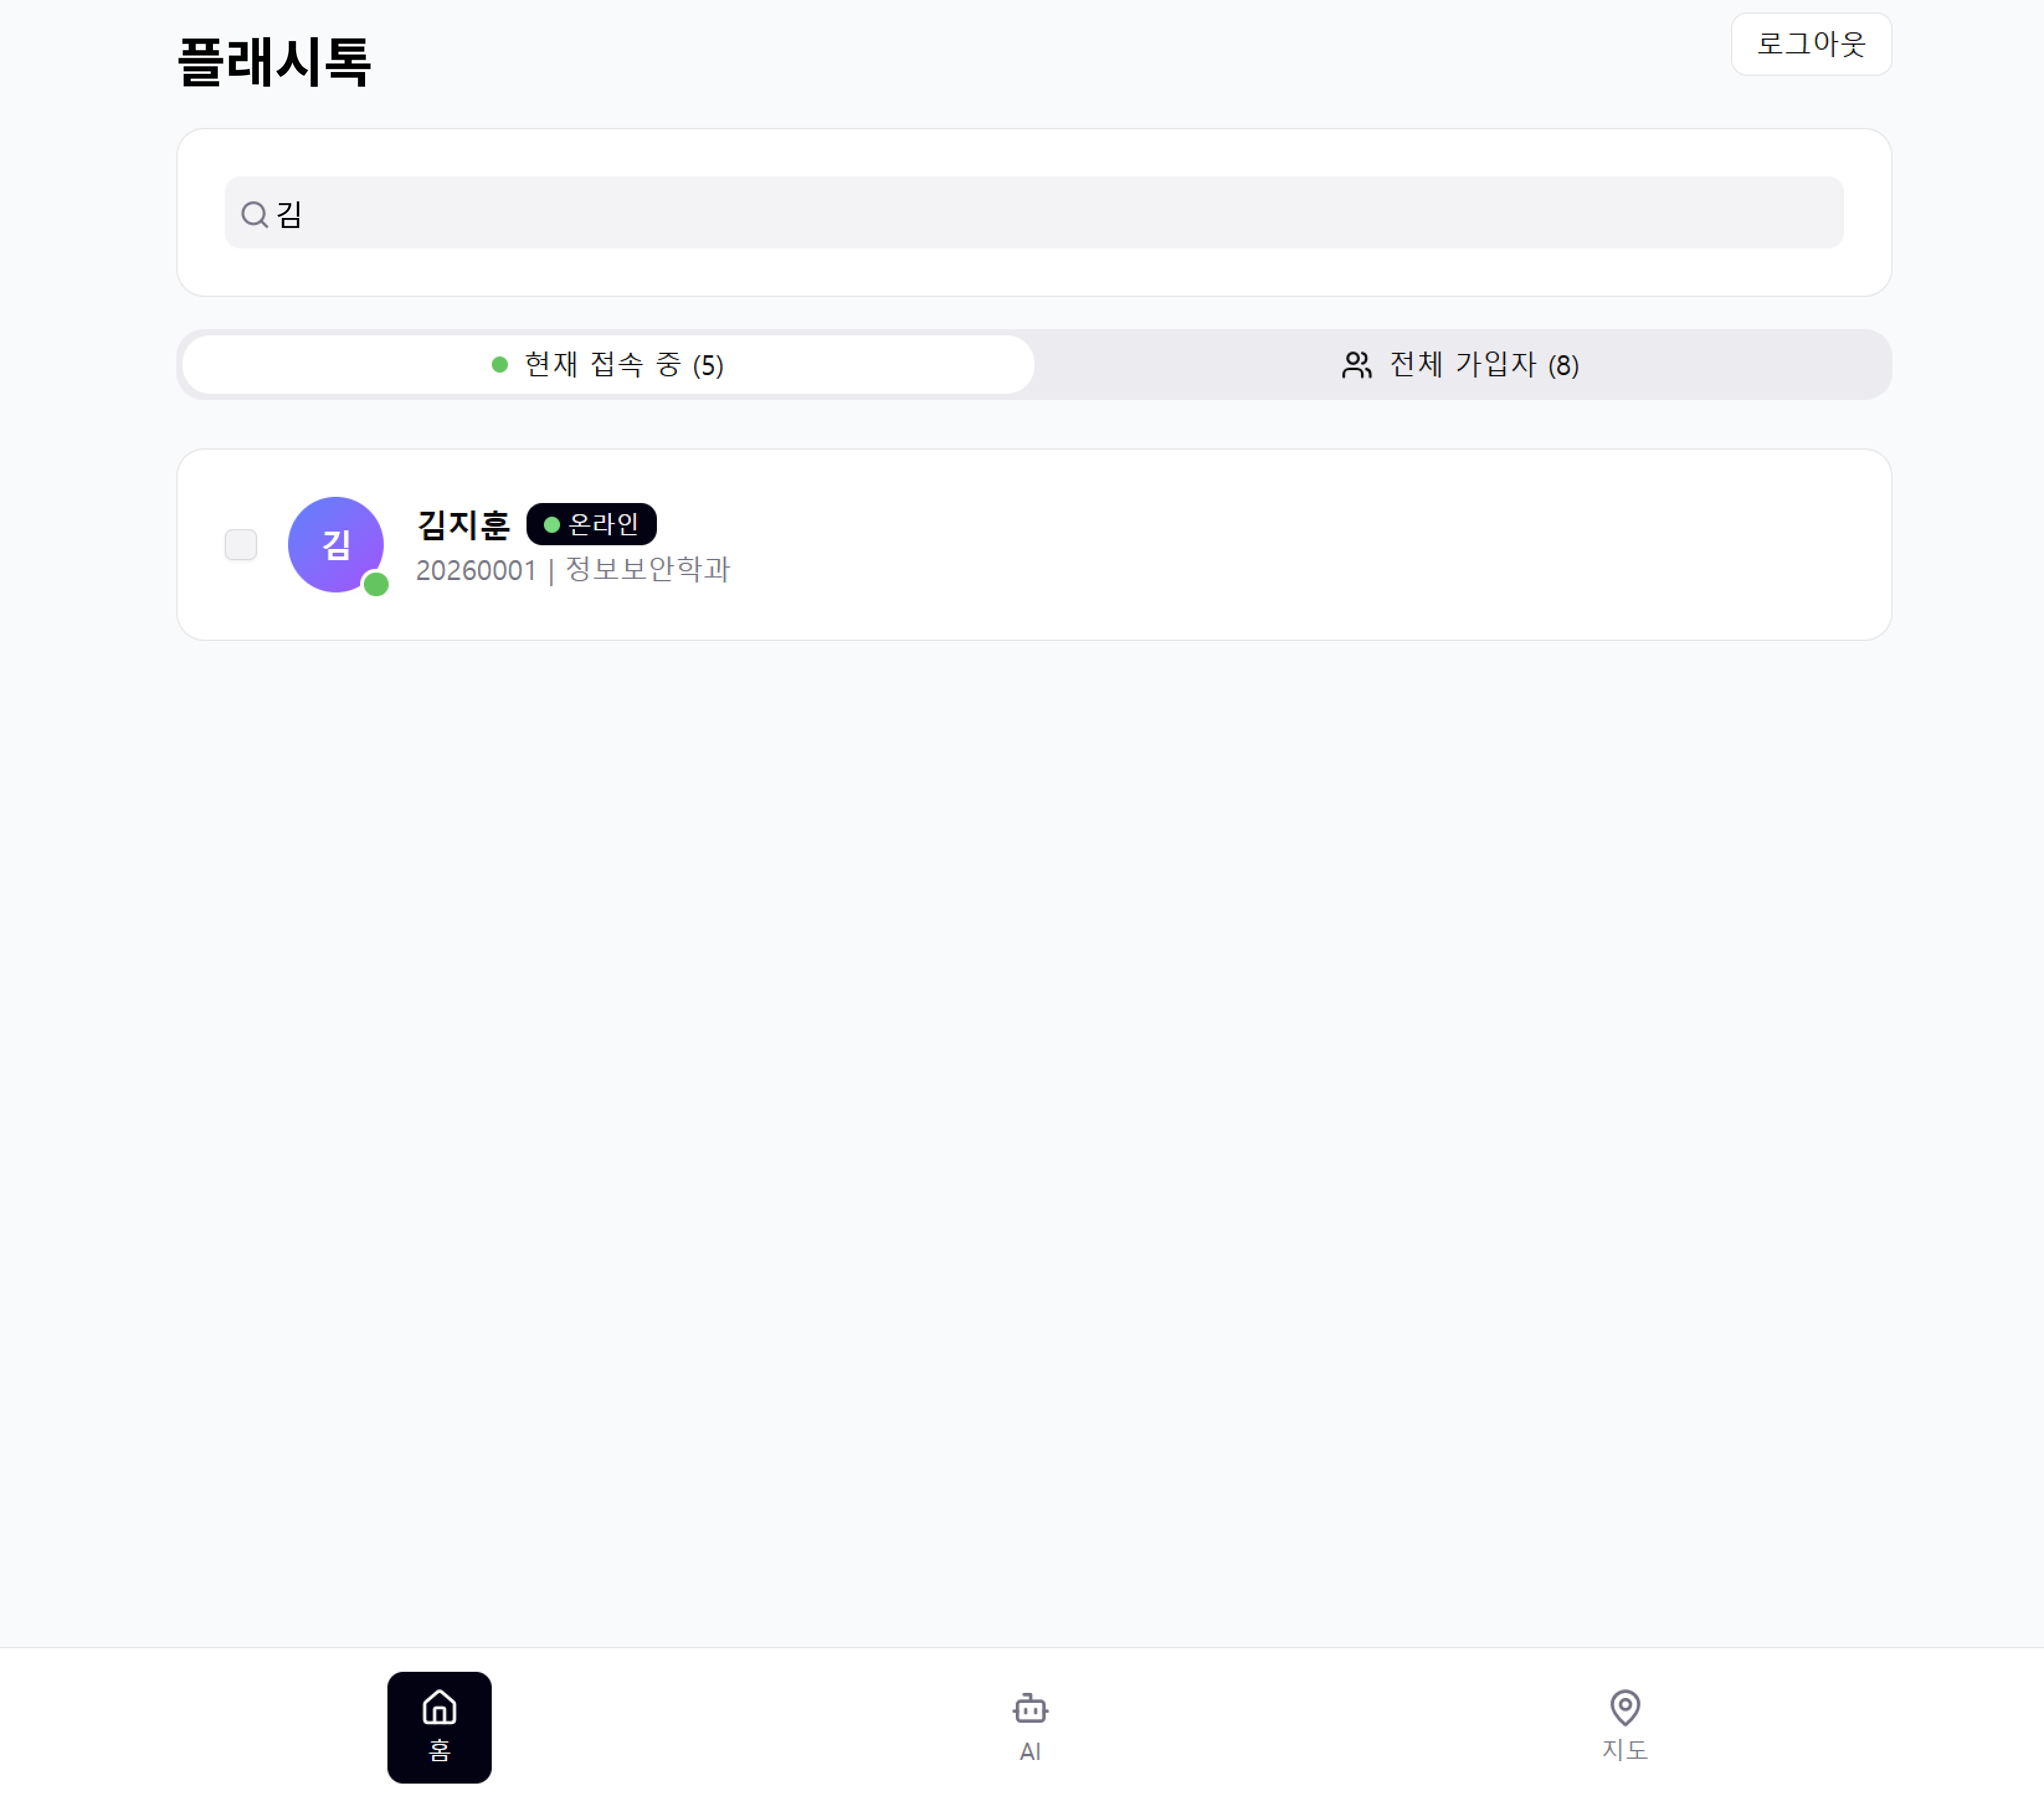 플래시톡
로그아웃
김
현재 접속 중 (5)
전체 가입자 (8)
김
김지훈 온라인
20260001 | 정보보안학과
홈
AI
지도